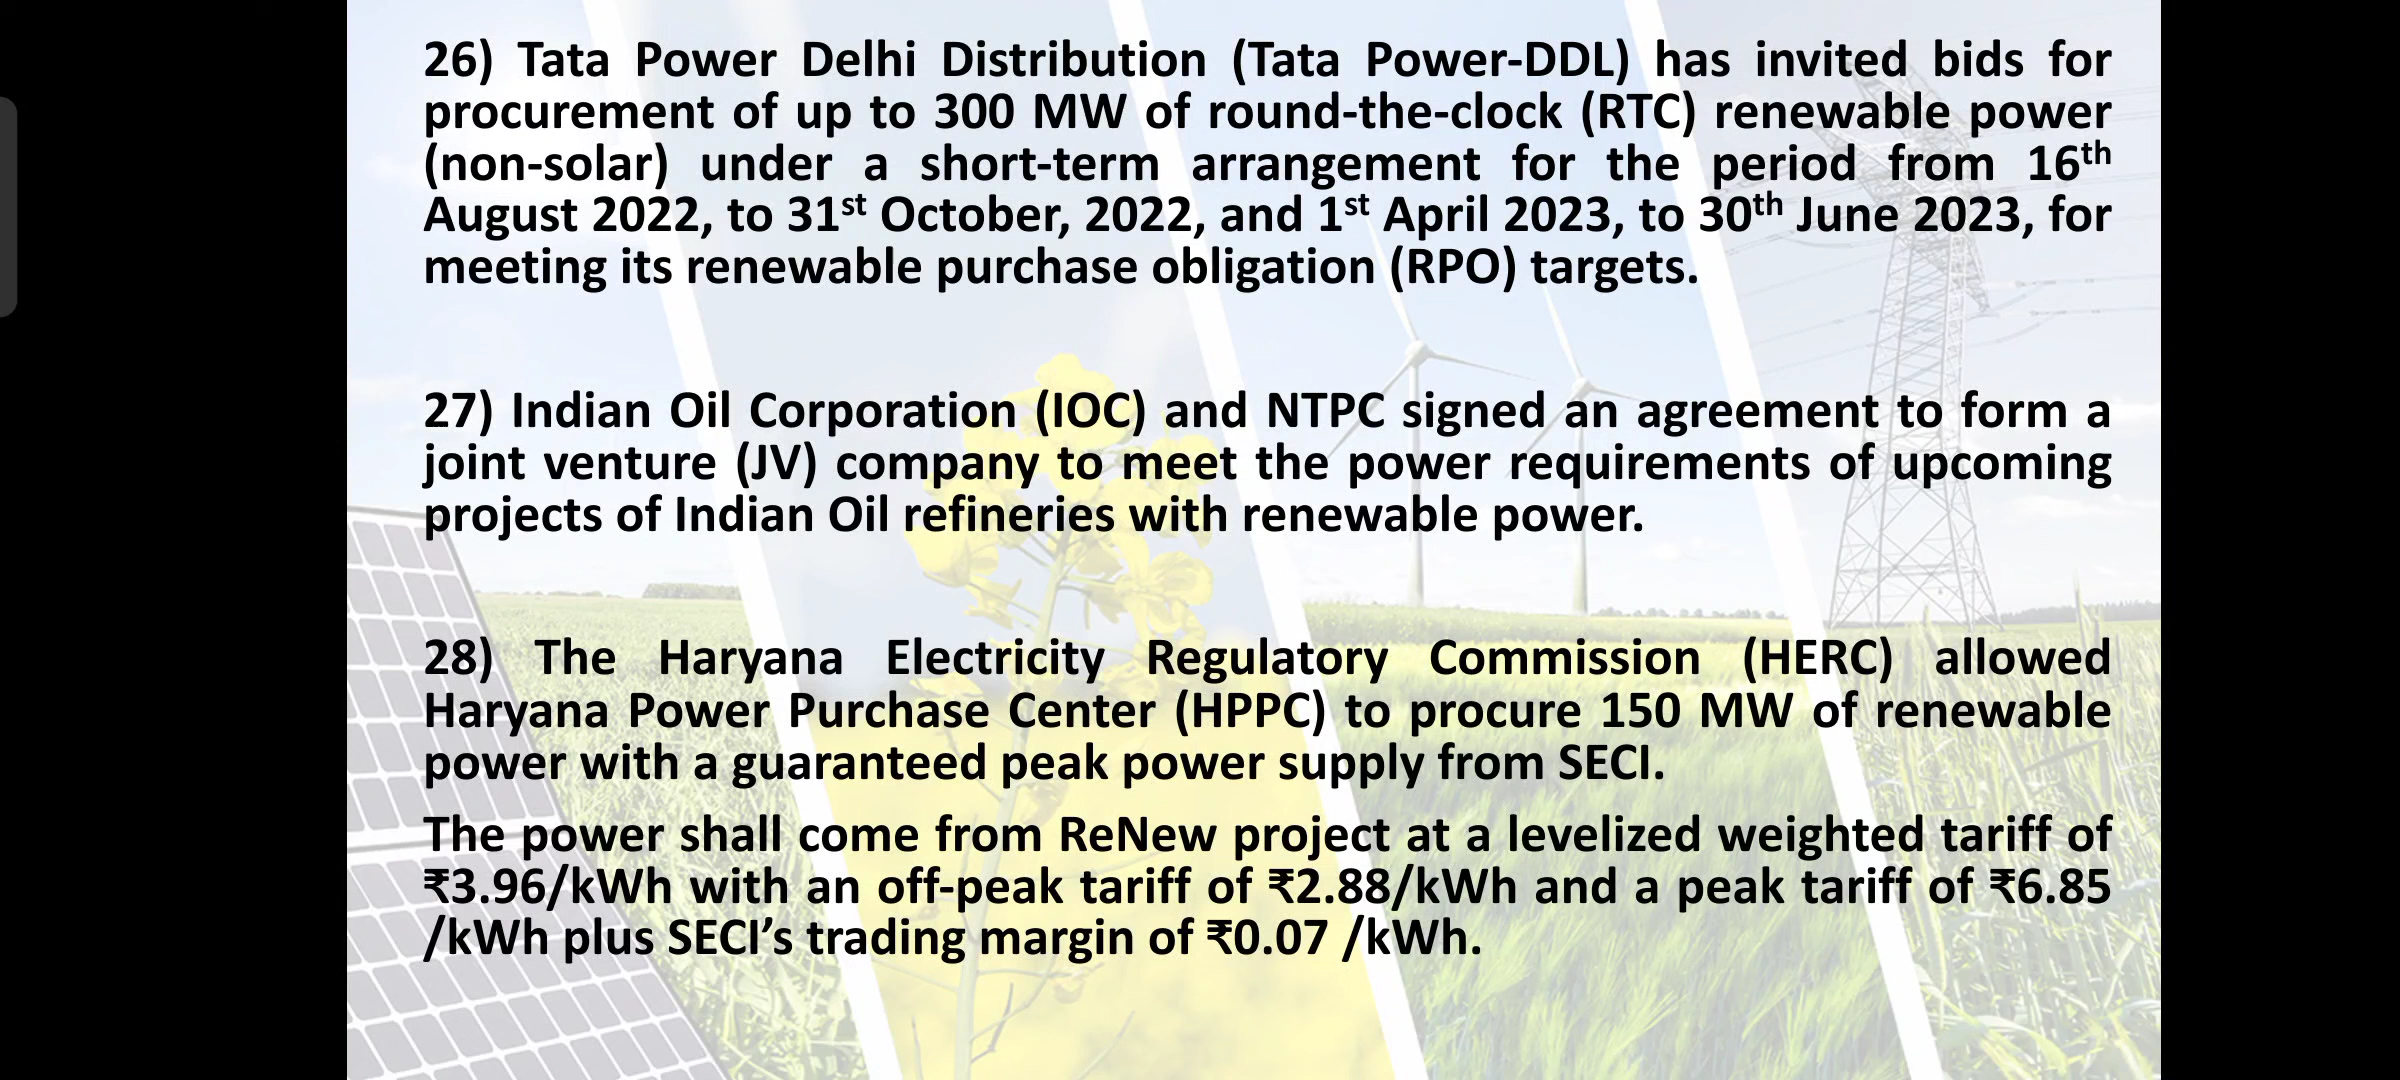 26) Tata Power Delhi Distribution (Tata Power-DDL) has invited bids for
procurement of up to 300 MW of round-the-clock (RTC) renewable power
(non-solar) under a short-term arrangement for the period from 16th
August 2022, to 31st October, 2022, and 1st April 2023, to 30th June 2023, for
meeting its renewable purchase obligation (RPO) targets.
27) Indian Oil Corporation (IOC) and NTPC signed an agreement to form a
joint venture (JV) company to meet the power requirements of upcoming
projects of Indian Oil refineries with renewable power.
28) The Haryana Electricity Regulatory Commission (HERC) allowed
Haryana Power Purchase Center (HPPC) to procure 150 MW of renewable
power with a guaranteed peak power supply from SECI.
The power shall come from ReNew project at a levelized weighted tariff of
₹3.96/kWh with an off-peak tariff of ₹2.88/kWh and a peak tariff of ₹6.85
/kWh plus SECI’s trading margin of ₹0.07 /kWh.